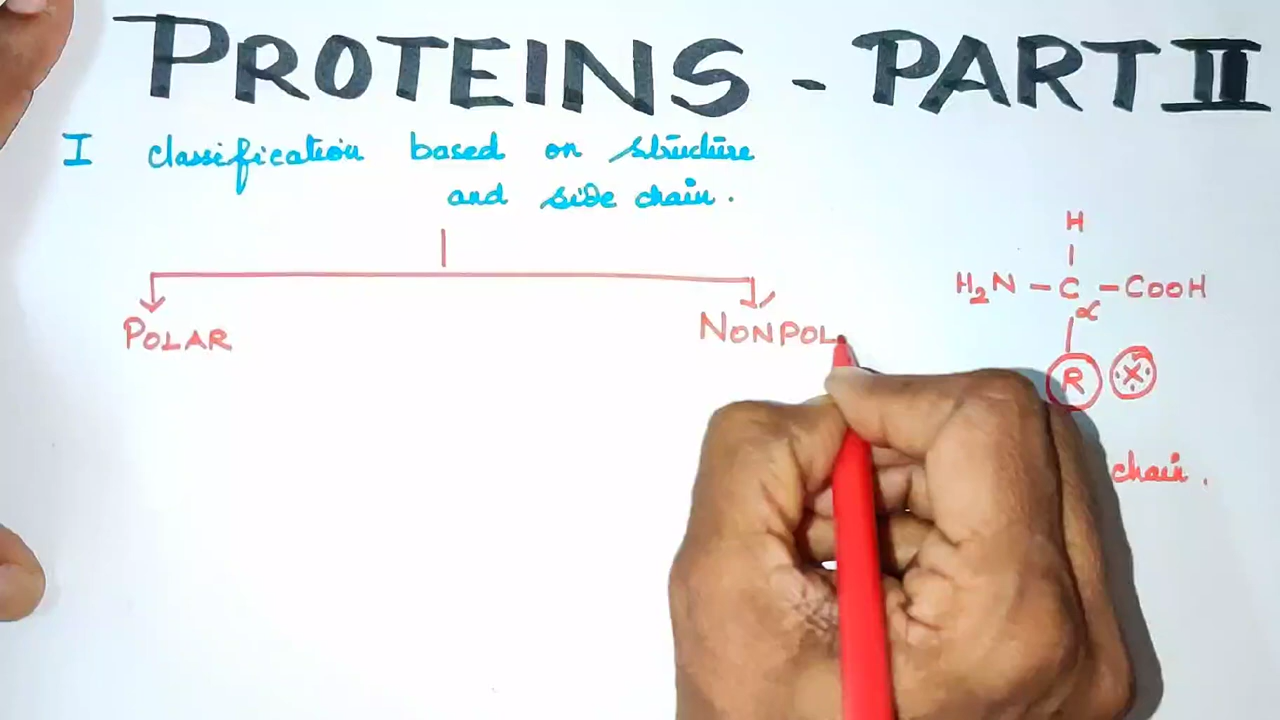 PROTEINS - PART II
I classification based on structure
and side chain.
POLAR
NONPOL
H
H2N - C - COOH
α
R X
chain.